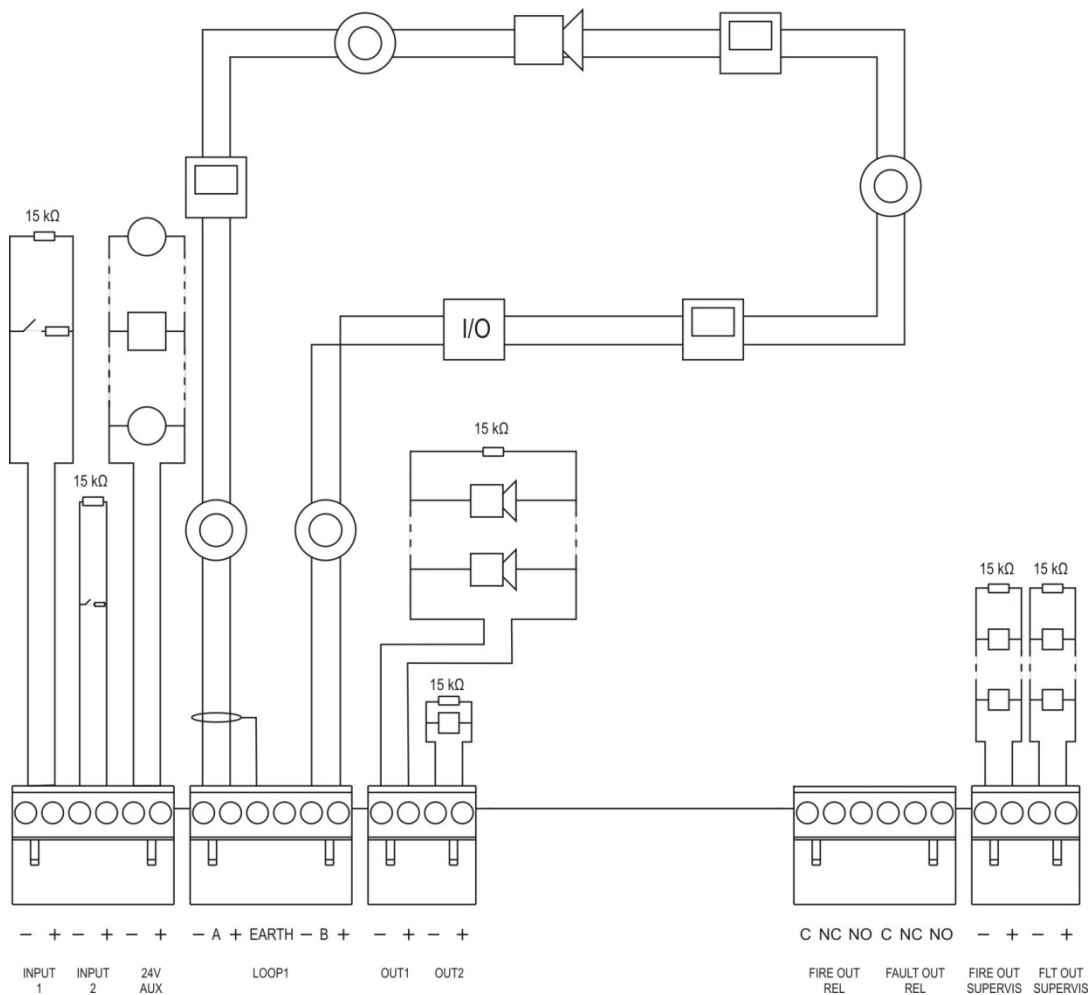 15 kΩ
I/O
15 kΩ
15 kΩ
15 kΩ
15 kΩ
15 kΩ
− + − + − +
− A + EARTH − B +
− + − +
C NC NO C NC NO
− + − +
INPUT
1
INPUT
2
24V
AUX
LOOP1
OUT1
OUT2
FIRE OUT
REL
FAULT OUT
REL
FIRE OUT
SUPERVIS
FLT OUT
SUPERVIS